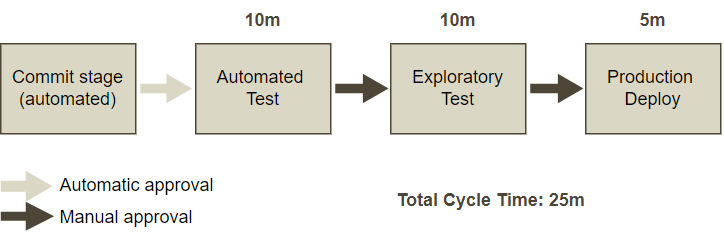 10m
10m
5m
Commit stage
(automated)
Automated
Test
Exploratory
Test
Production
Deploy
Automatic approval
Manual approval
Total Cycle Time: 25m